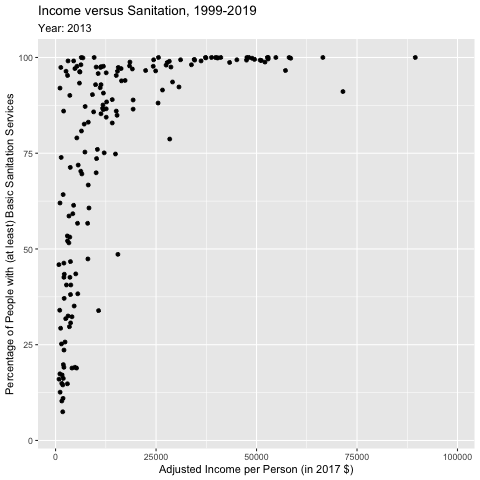 Income versus Sanitation, 1999-2019
Year: 2013
Percentage of People with (at least) Basic Sanitation Services
100
75
50
25
0
0 25000 50000 75000 100000
Adjusted Income per Person (in 2017 $)